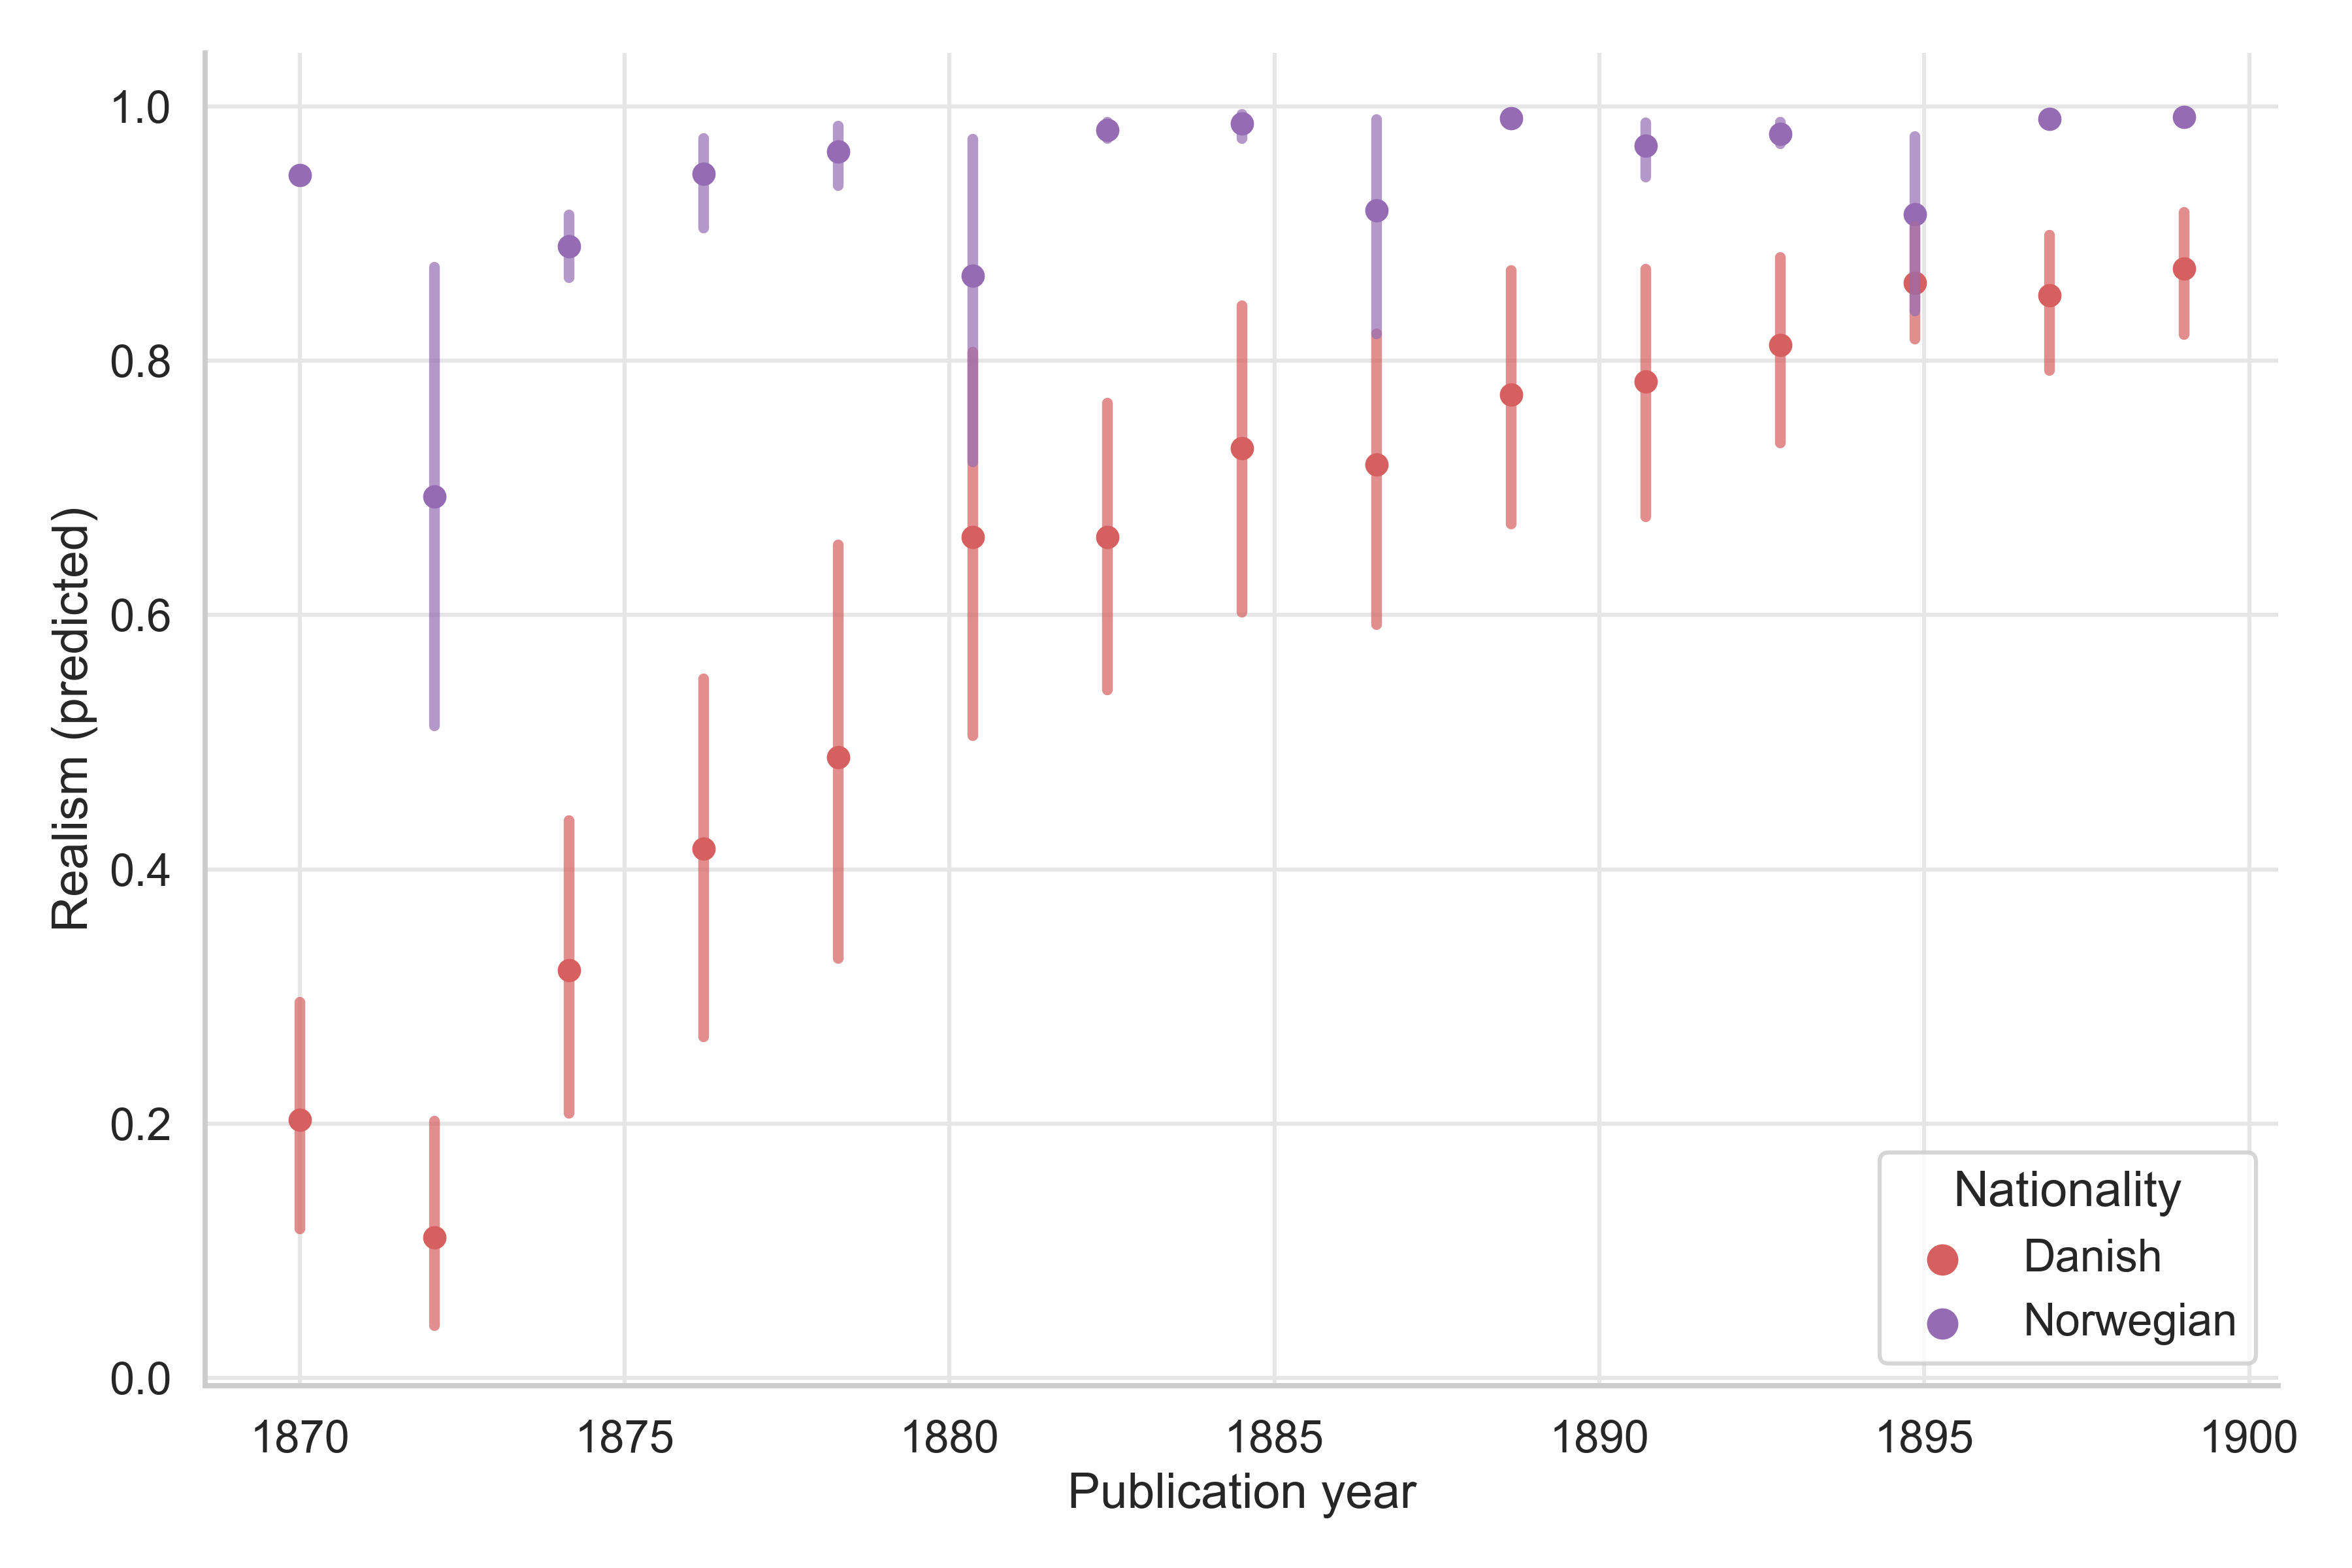 Realism (predicted)
1.0
0.8
0.6
0.4
0.2
0.0
1870 1875 1880 1885 1890 1895 1900
Publication year
Nationality
Danish
Norwegian